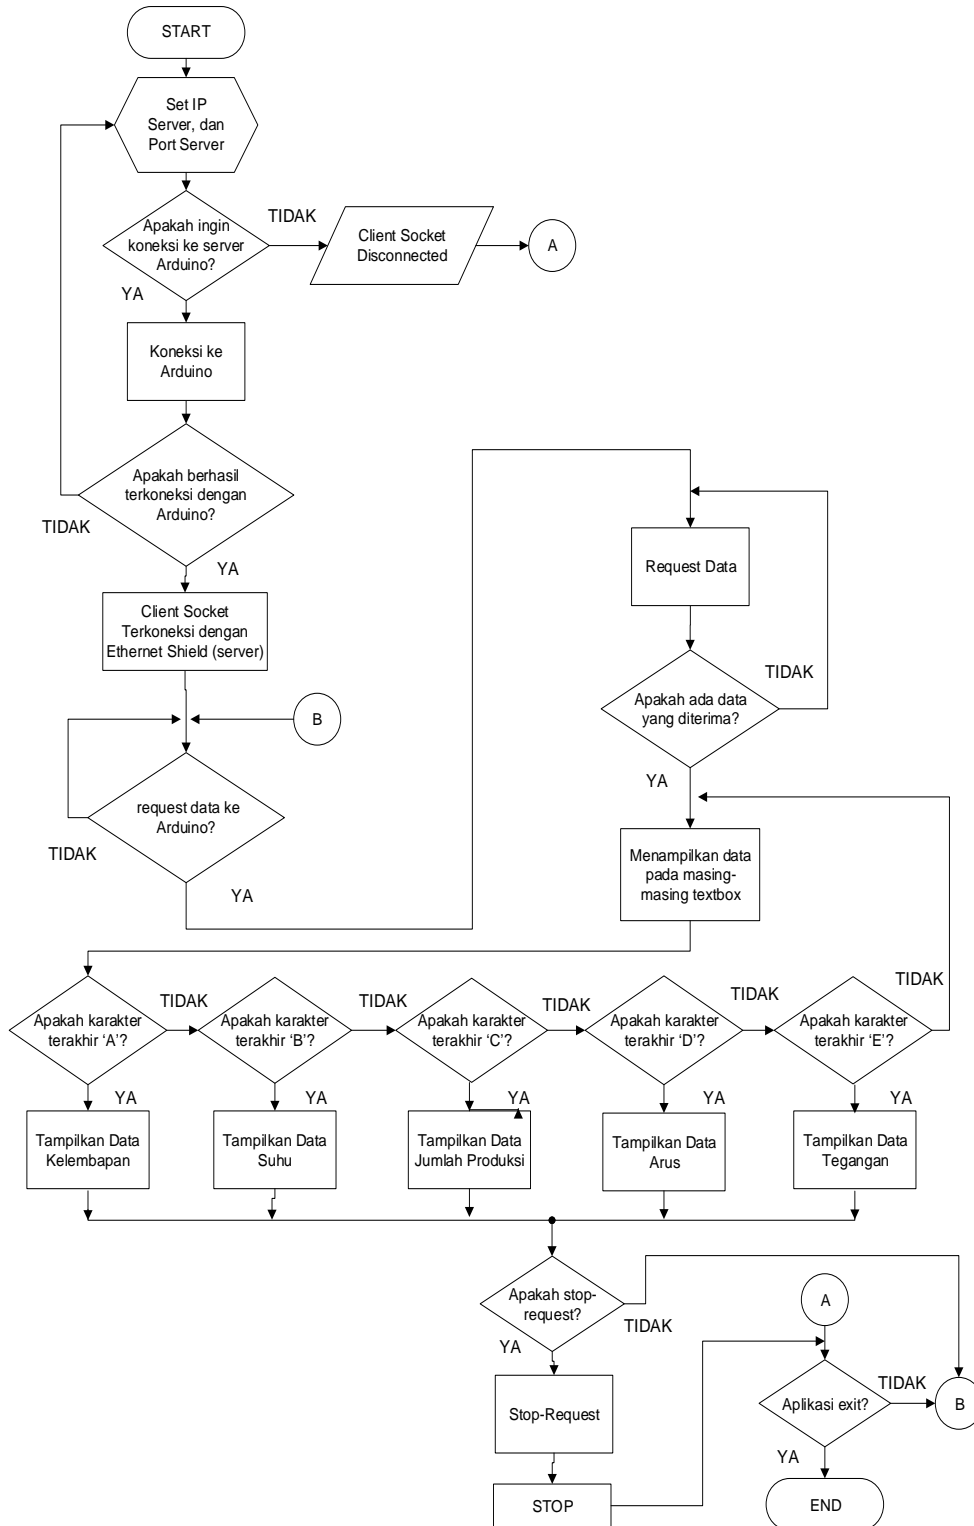 START
Set IP
Server, dan
Port Server
Apakah ingin
koneksi ke server
Arduino?
TIDAK
Client Socket
Disconnected
A
YA
Koneksi ke
Arduino
Apakah berhasil
terkoneksi dengan
Arduino?
TIDAK
YA
Client Socket
Terkoneksi dengan
Ethernet Shield (server)
B
request data ke
Arduino?
TIDAK
YA
Request Data
Apakah ada data
yang diterima?
TIDAK
YA
Menampilkan data
pada masing-
masing textbox
Apakah karakter
terakhir ‘A’?
TIDAK
Apakah karakter
terakhir ‘B’?
TIDAK
Apakah karakter
terakhir ‘C’?
TIDAK
Apakah karakter
terakhir ‘D’?
TIDAK
Apakah karakter
terakhir ‘E’?
TIDAK
YA
YA
YA
YA
YA
Tampilkan Data
Kelembapan
Tampilkan Data
Suhu
Tampilkan Data
Jumlah Produksi
Tampilkan Data
Arus
Tampilkan Data
Tegangan
Apakah stop-
request?
TIDAK
YA
Stop-Request
STOP
A
Aplikasi exit?
TIDAK
B
YA
END